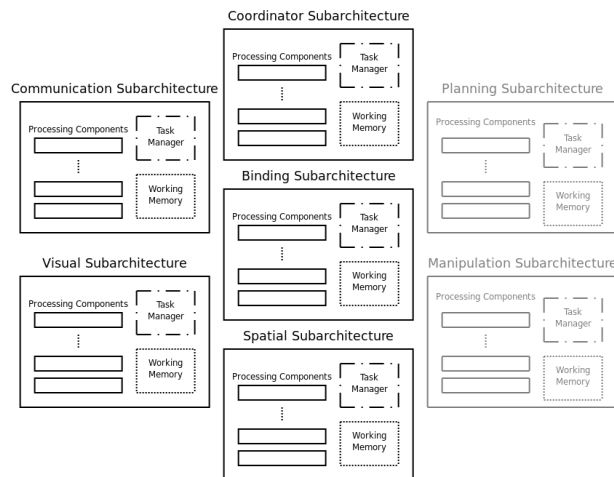 Coordinator Subarchitecture
Processing Components
Task
Manager
Working
Memory
Communication Subarchitecture
Processing Components
Task
Manager
Working
Memory
Planning Subarchitecture
Processing Components
Task
Manager
Working
Memory
Binding Subarchitecture
Processing Components
Task
Manager
Working
Memory
Visual Subarchitecture
Processing Components
Task
Manager
Working
Memory
Manipulation Subarchitecture
Processing Components
Task
Manager
Working
Memory
Spatial Subarchitecture
Processing Components
Task
Manager
Working
Memory